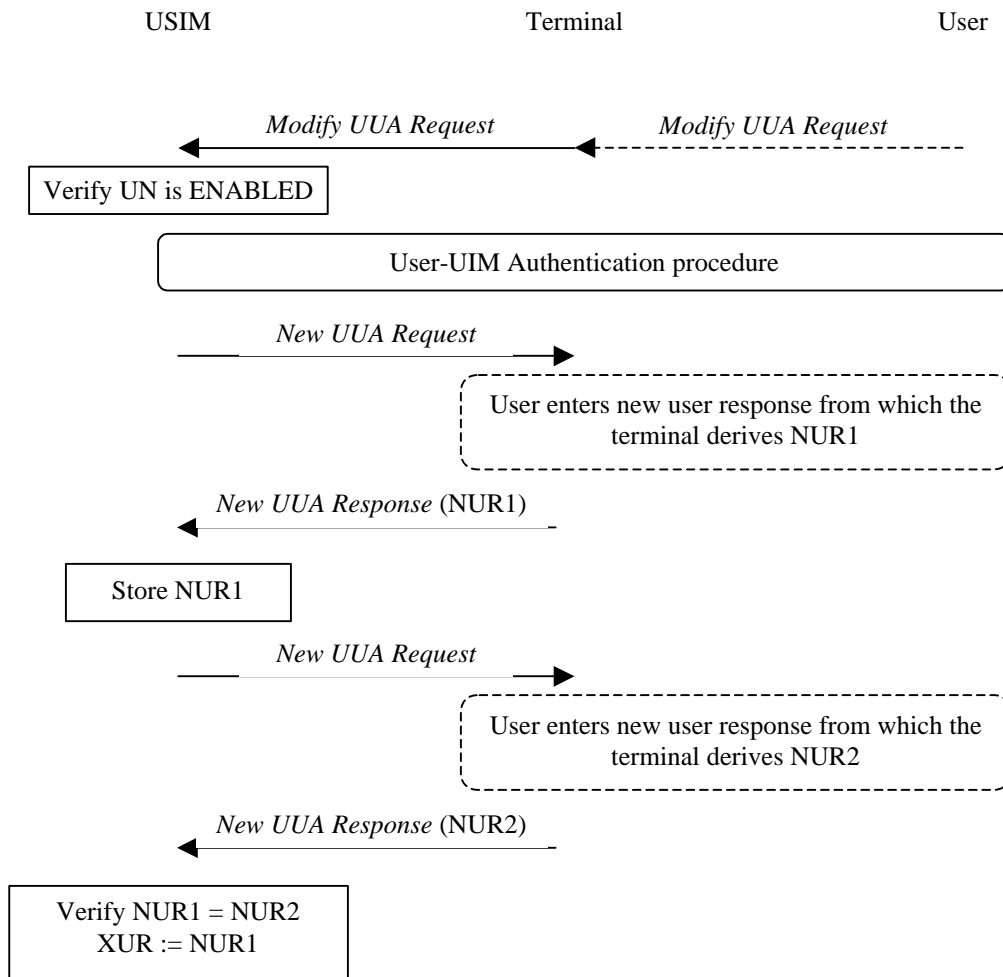 USIM Terminal User
Modify UUA Request Modify UUA Request
Verify UN is ENABLED
User-UIM Authentication procedure
New UUA Request
User enters new user response from which the
terminal derives NUR1
New UUA Response (NUR1)
Store NUR1
New UUA Request
User enters new user response from which the
terminal derives NUR2
New UUA Response (NUR2)
Verify NUR1 = NUR2
XUR := NUR1